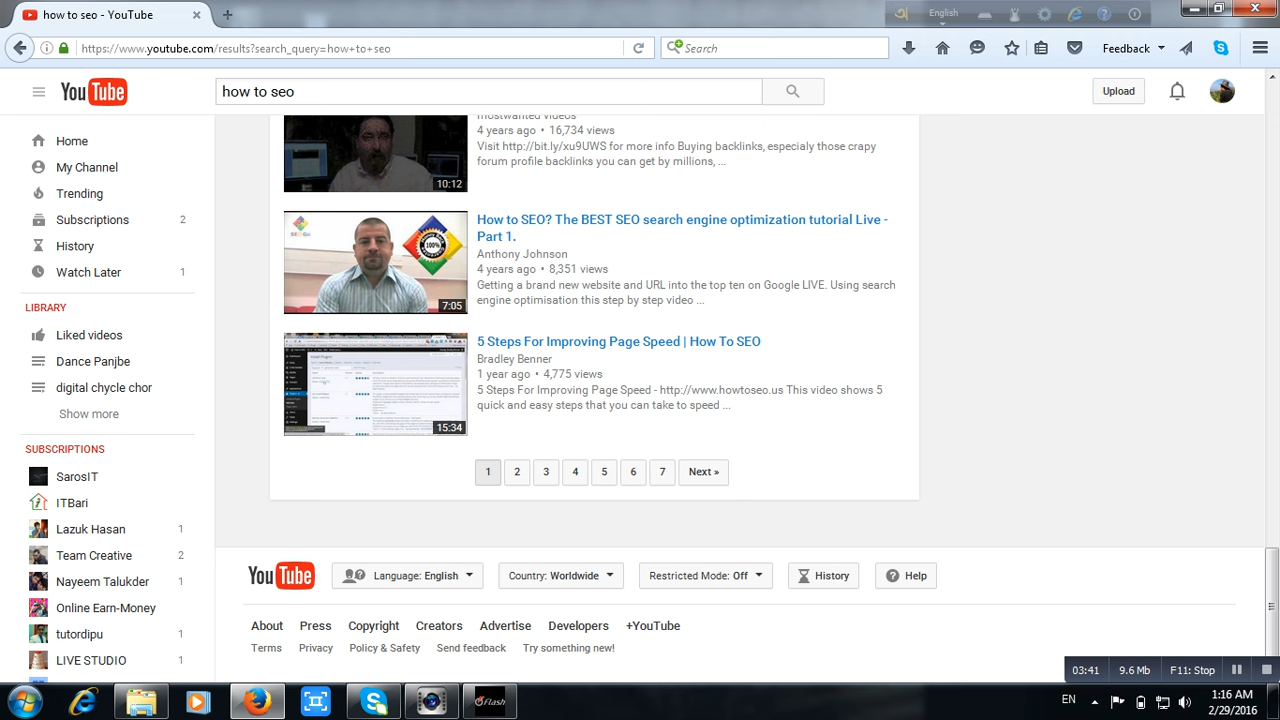 how to seo - YouTube
English
https://www.youtube.com/results?search_query=how+to+seo
Search
Feedback
YouTube
how to seo
Upload
Home
My Channel
Trending
Subscriptions 2
History
Watch Later 1
LIBRARY
Liked videos
digital chobe chor
Show more
SUBSCRIPTIONS
SarosIT
ITBari
Lazuk Hasan 1
Team Creative 2
Nayeem Talukder 1
Online Earn-Money 1
tutordipu 1
LIVE STUDIO 1
mostwanted videos
4 years ago • 16,734 views
Visit http://bit.ly/xu9UWS for more info Buying backlinks, especialy those crapy
forum profile backlinks you can get by millions, ...
10:12
How to SEO? The BEST SEO search engine optimization tutorial Live -
Part 1.
Anthony Johnson
4 years ago • 8,351 views
Getting a brand new website and URL into the top ten on Google LIVE. Using search
engine optimisation this step by step video ...
100%
7:05
5 Steps For Improving Page Speed | How To SEO
Bradley Benner
1 year ago • 4,775 views
5 Steps For Improving Page Speed - http://www.howtoseo.us This video shows 5
quick and easy steps that you can take to speed ...
15:34
1 2 3 4 5 6 7 Next »
YouTube Language: English Country: Worldwide Restricted Mode: Off History Help
About Press Copyright Creators Advertise Developers +YouTube
Terms Privacy Policy & Safety Send feedback Try something new!
03:41 9.6 Mb F11: Stop
Flash
EN
1:16 AM
2/29/2016